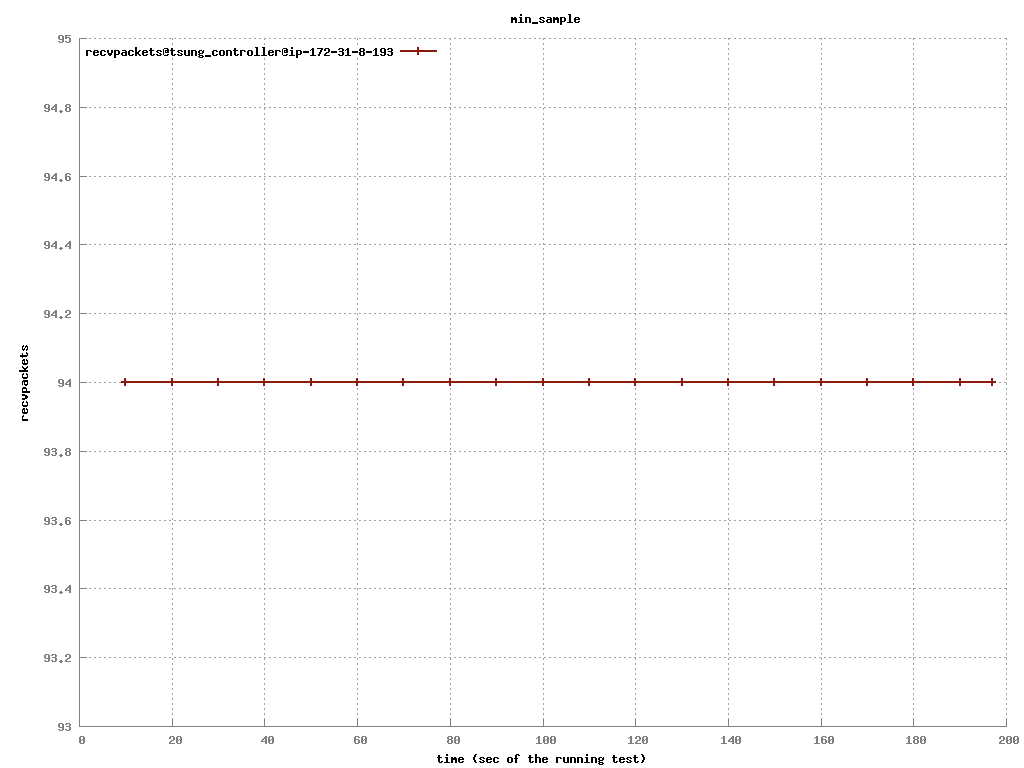 min_sample
recvpackets@tsung_controller@ip-172-31-8-193
95
94.8
94.6
94.4
94.2
94
93.8
93.6
93.4
93.2
93
recvpackets
0 20 40 60 80 100 120 140 160 180 200
time (sec of the running test)